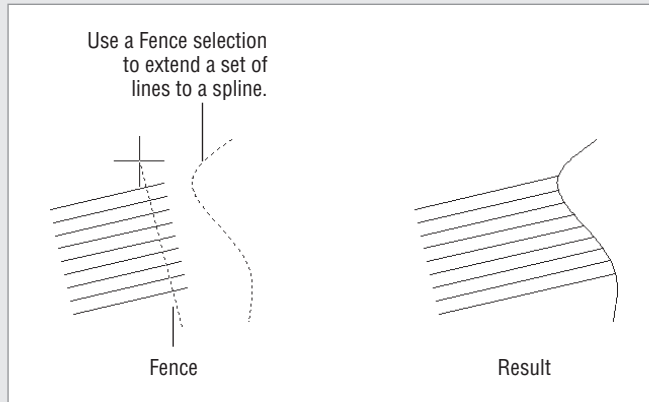 Use a Fence selection
to extend a set of
lines to a spline.
Fence
Result